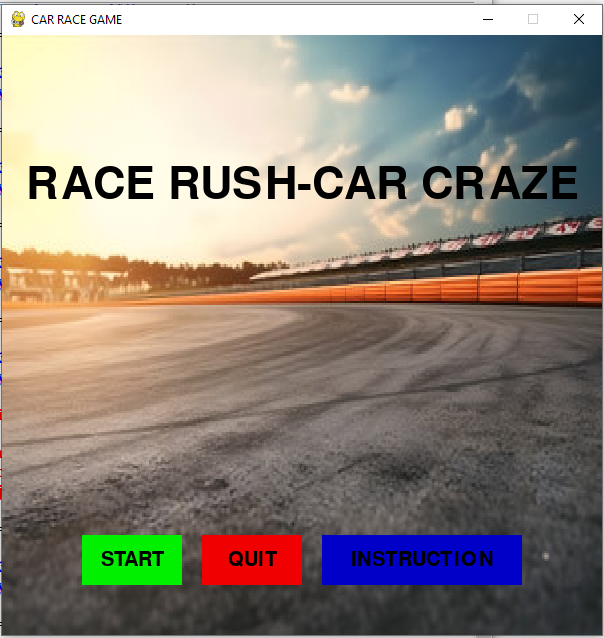 CAR RACE GAME
RACE RUSH-CAR CRAZE
START
QUIT
INSTRUCTION